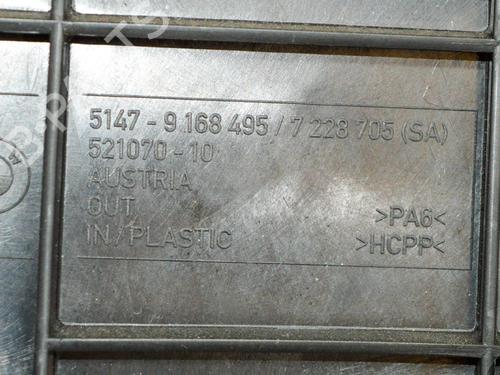 5147 - 9 168 495 / 7 228 705 (SA)
521070 - 10
AUSTRIA
OUT
IN / PLASTIC
>PA6<
>HCPP<